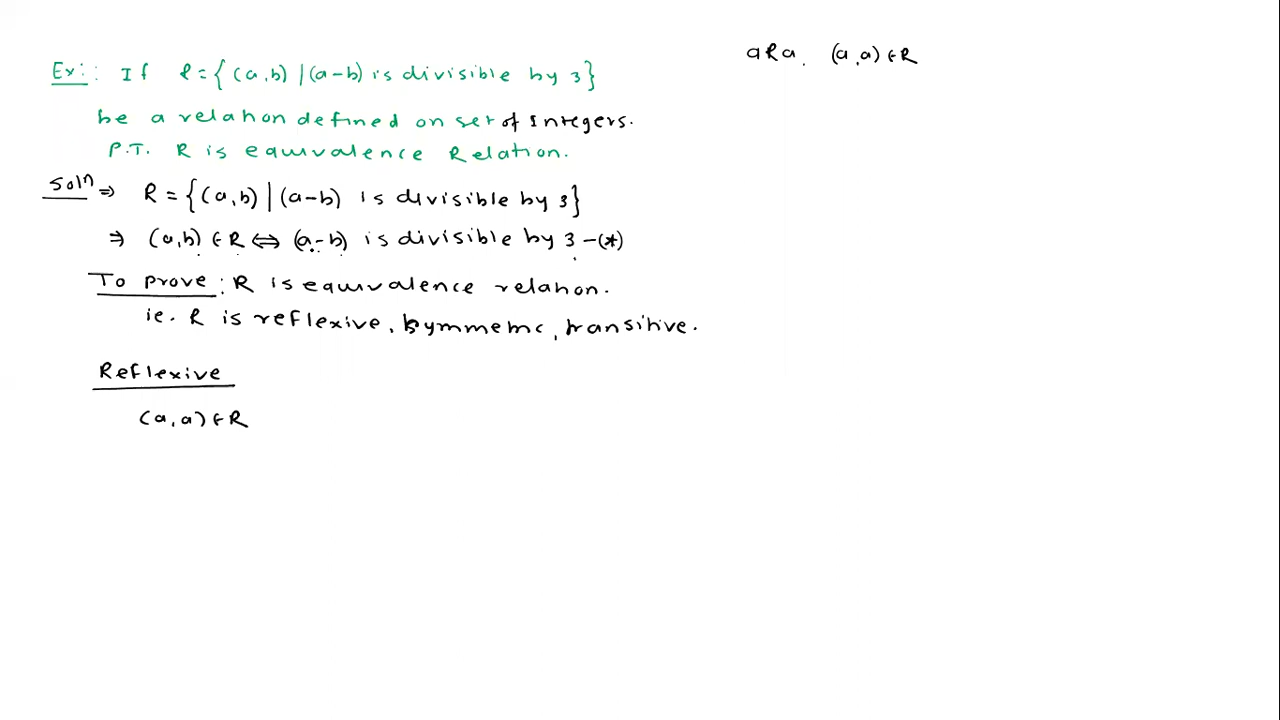 Ex:: If R = {(a,b) | (a-b) is divisible by 3}
be a relation defined on set of Integers.
P.T. R is equivalence Relation.
Soln ⇒ R = {(a,b) | (a-b) is divisible by 3}
⇒ (a,b) ∈ R ⇔ (a-b) is divisible by 3 -(*)
To prove: R is equivalence relation.
ie. R is reflexive, symmetric, transitive.
Reflexive
(a,a) ∈ R
aRa. (a,a) ∈ R